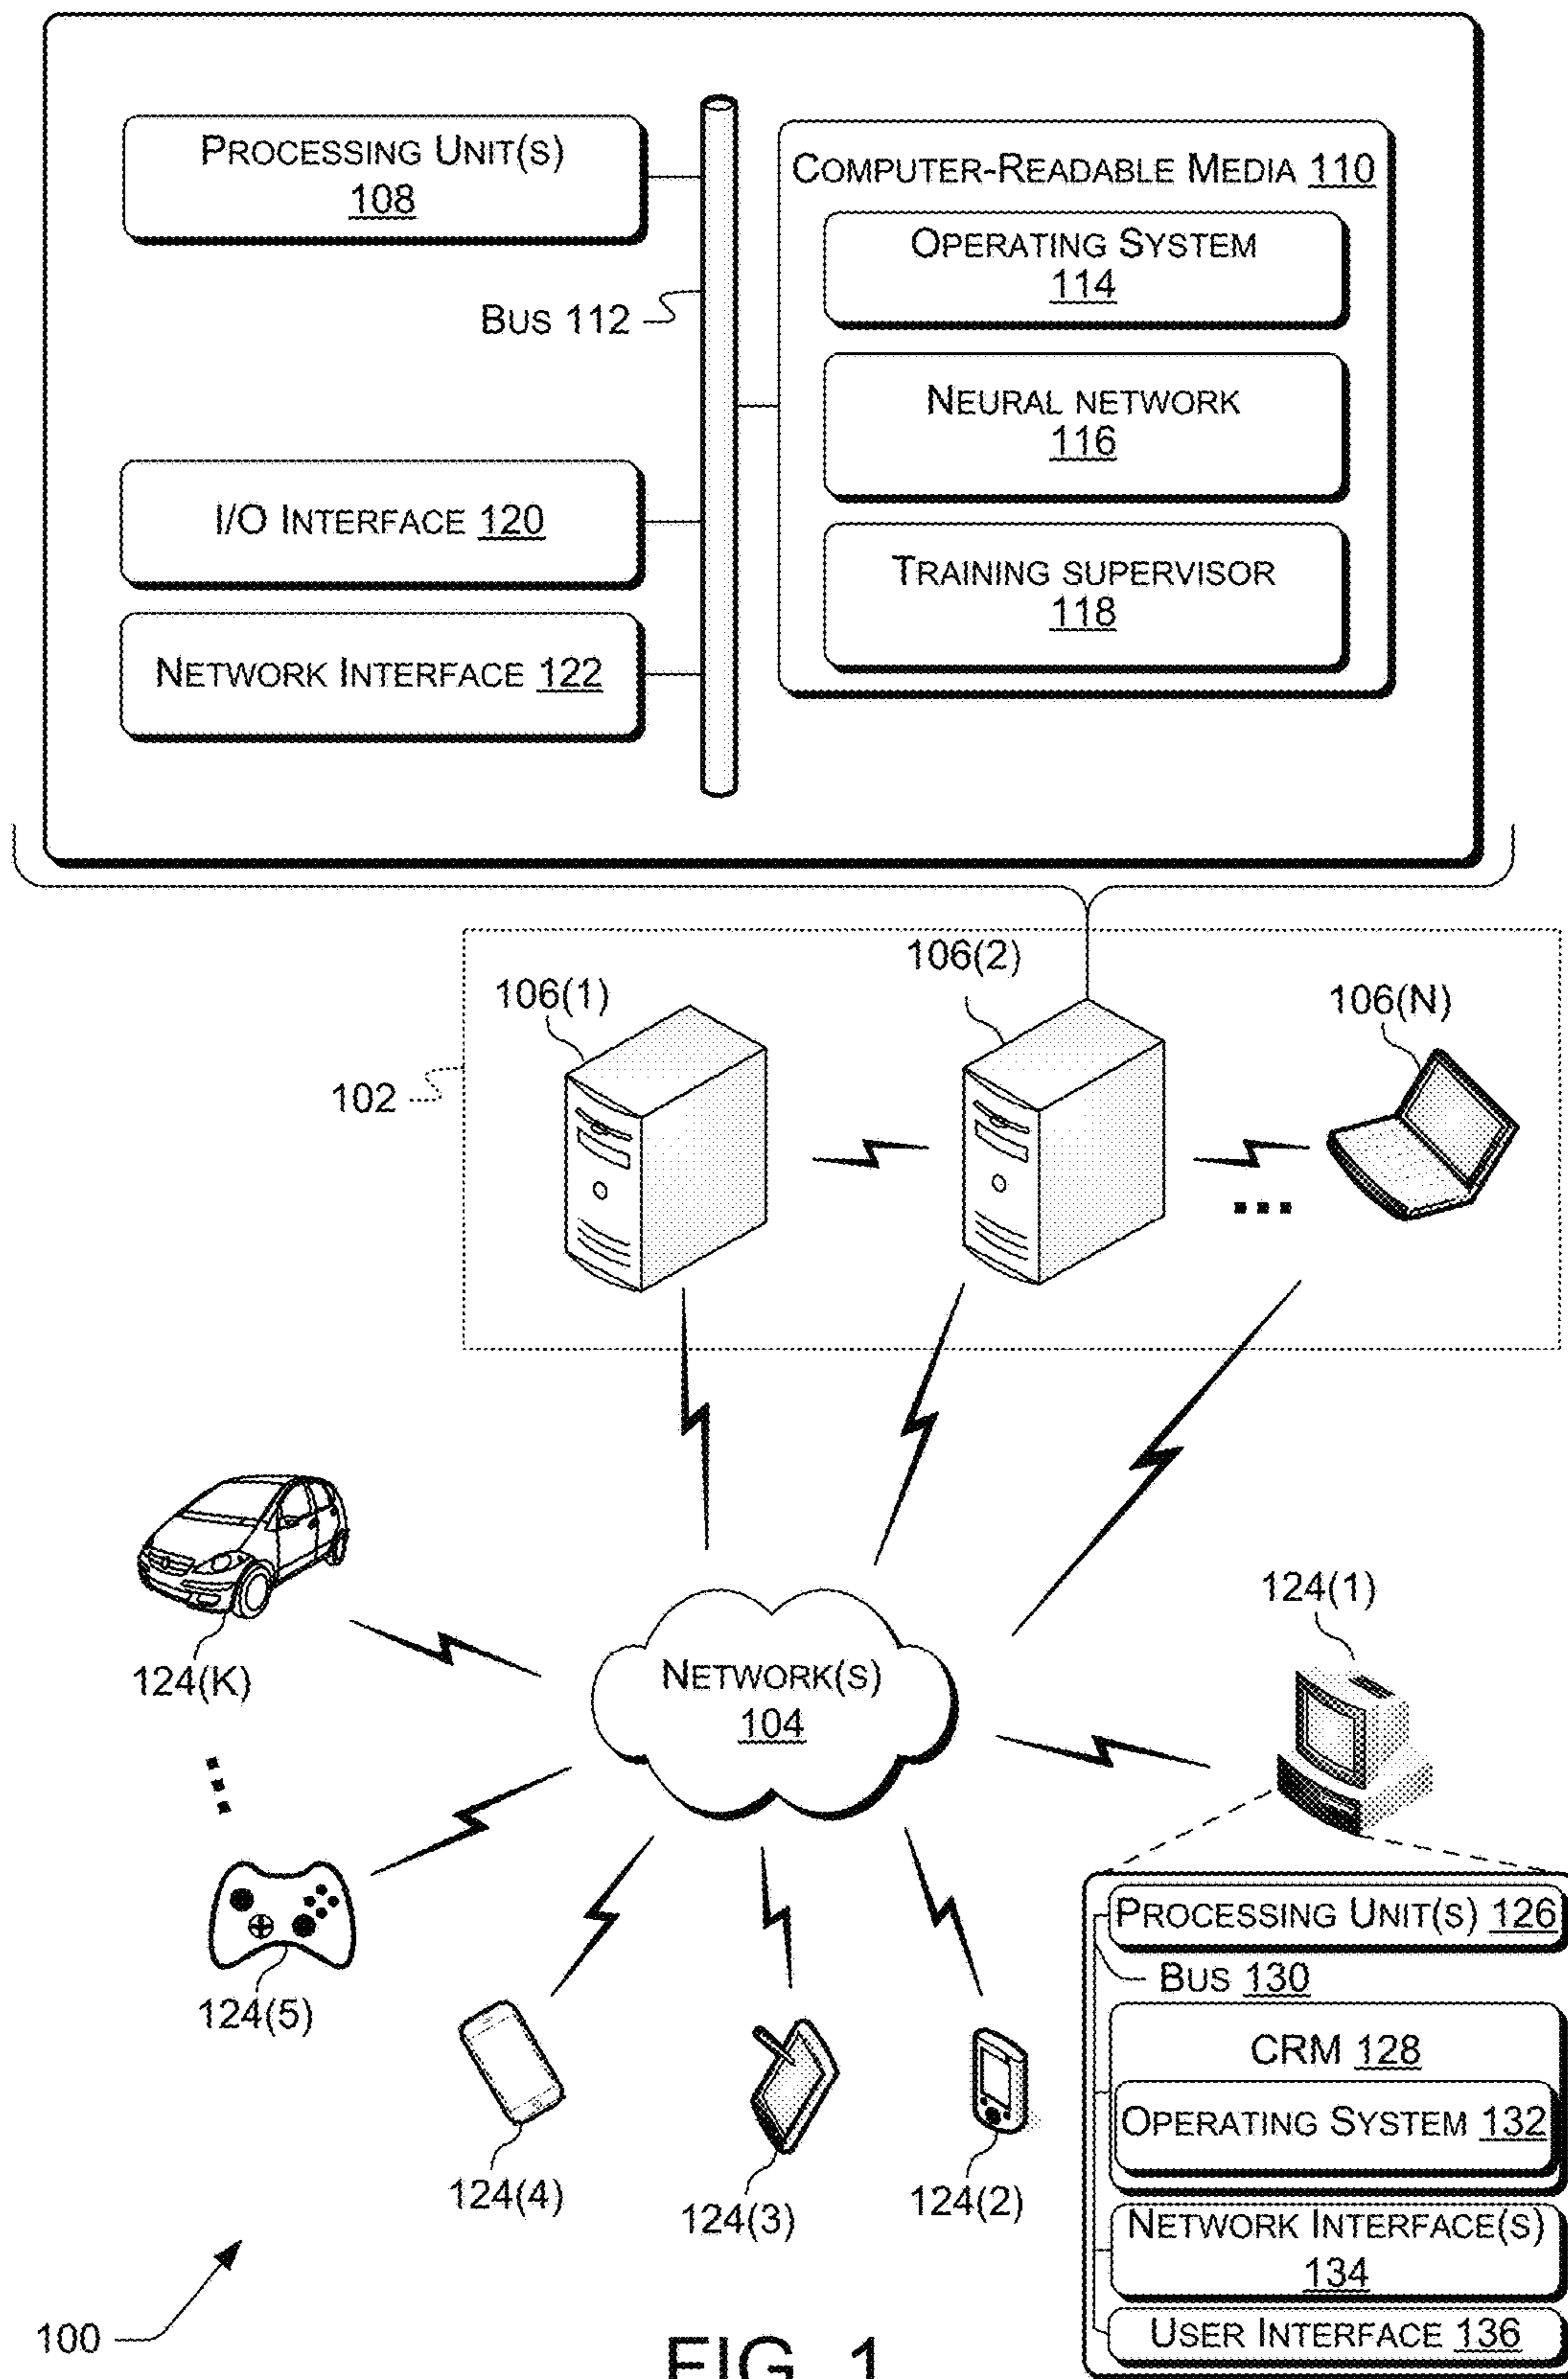 PROCESSING UNIT(S)
108
COMPUTER-READABLE MEDIA 110
OPERATING SYSTEM
114
BUS 112
NEURAL NETWORK
116
I/O INTERFACE 120
TRAINING SUPERVISOR
118
NETWORK INTERFACE 122
106(1)
106(2)
106(N)
102
124(K)
NETWORK(S)
104
124(1)
PROCESSING UNIT(S) 126
BUS 130
124(5)
CRM 128
OPERATING SYSTEM 132
124(4)
124(3)
124(2)
NETWORK INTERFACE(S)
134
USER INTERFACE 136
100
FIG. 1